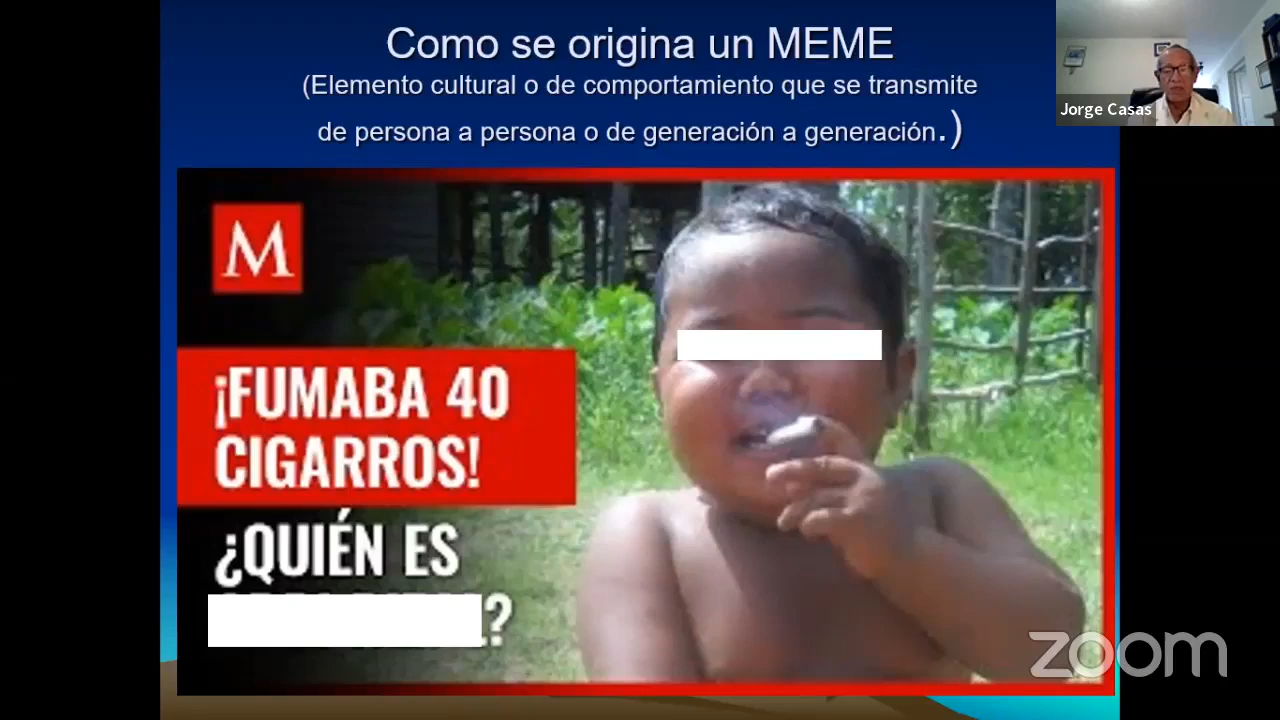 Como se origina un MEME
(Elemento cultural o de comportamiento que se transmite
de persona a persona o de generación a generación.)
Jorge Casas
M
¡FUMABA 40
CIGARROS!
¿QUIÉN ES
?
zoom